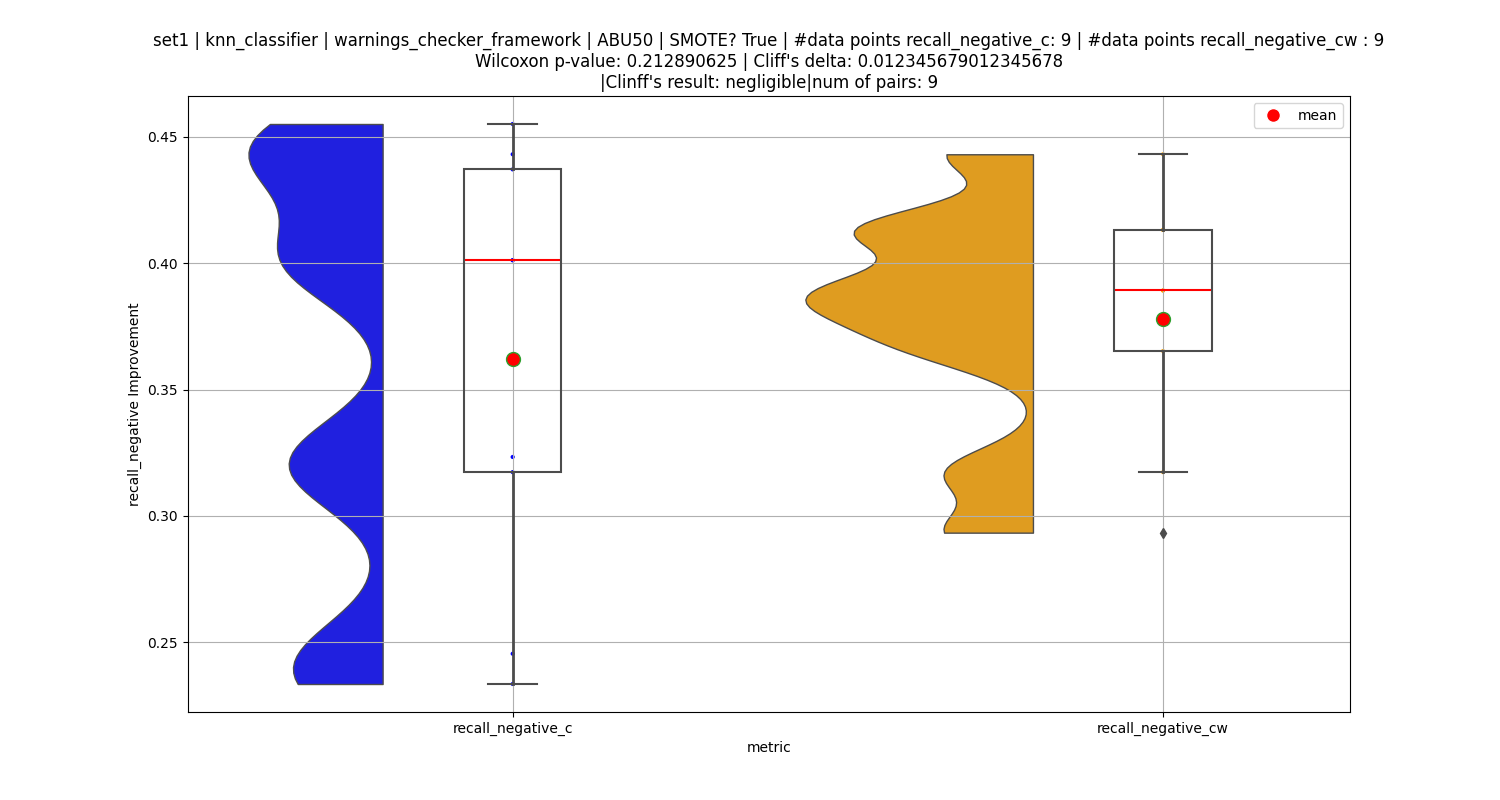 set1 | knn_classifier | warnings_checker_framework | ABU50 | SMOTE? True | #data points recall_negative_c: 9 | #data points recall_negative_cw : 9
Wilcoxon p-value: 0.212890625 | Cliff's delta: 0.012345679012345678
|Clinff's result: negligible|num of pairs: 9
mean
0.45
0.40
0.35
0.30
0.25
recall_negative Improvement
recall_negative_c
recall_negative_cw
metric